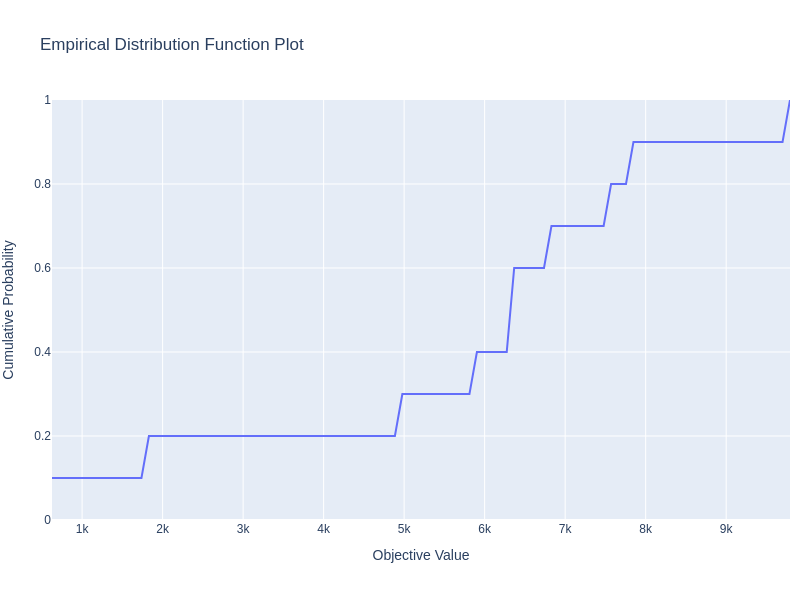 Empirical Distribution Function Plot
Cumulative Probability
1
0.8
0.6
0.4
0.2
0
1k 2k 3k 4k 5k 6k 7k 8k 9k
Objective Value